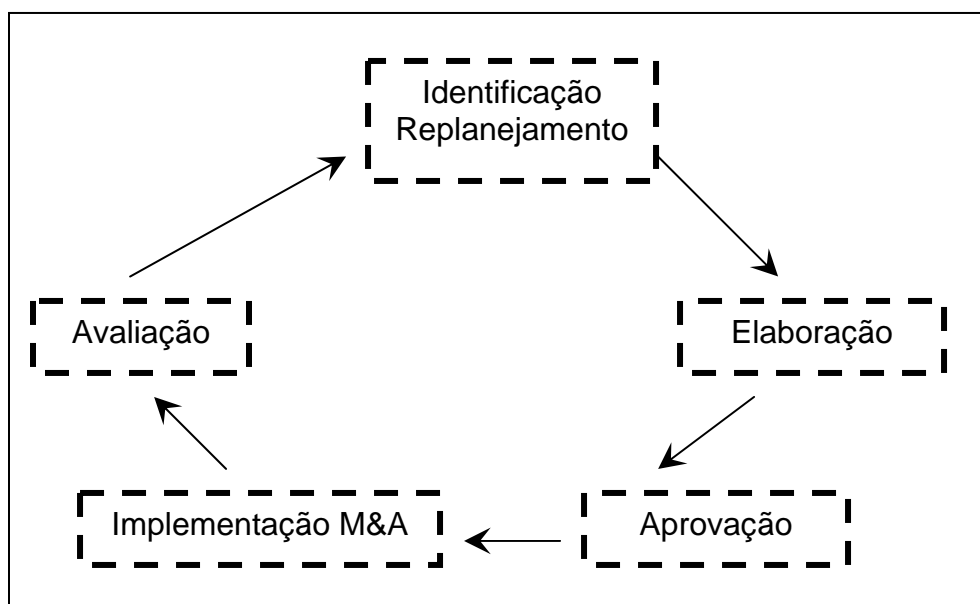 Identificação
Replanejamento
Avaliação
Elaboração
Implementação M&A
Aprovação